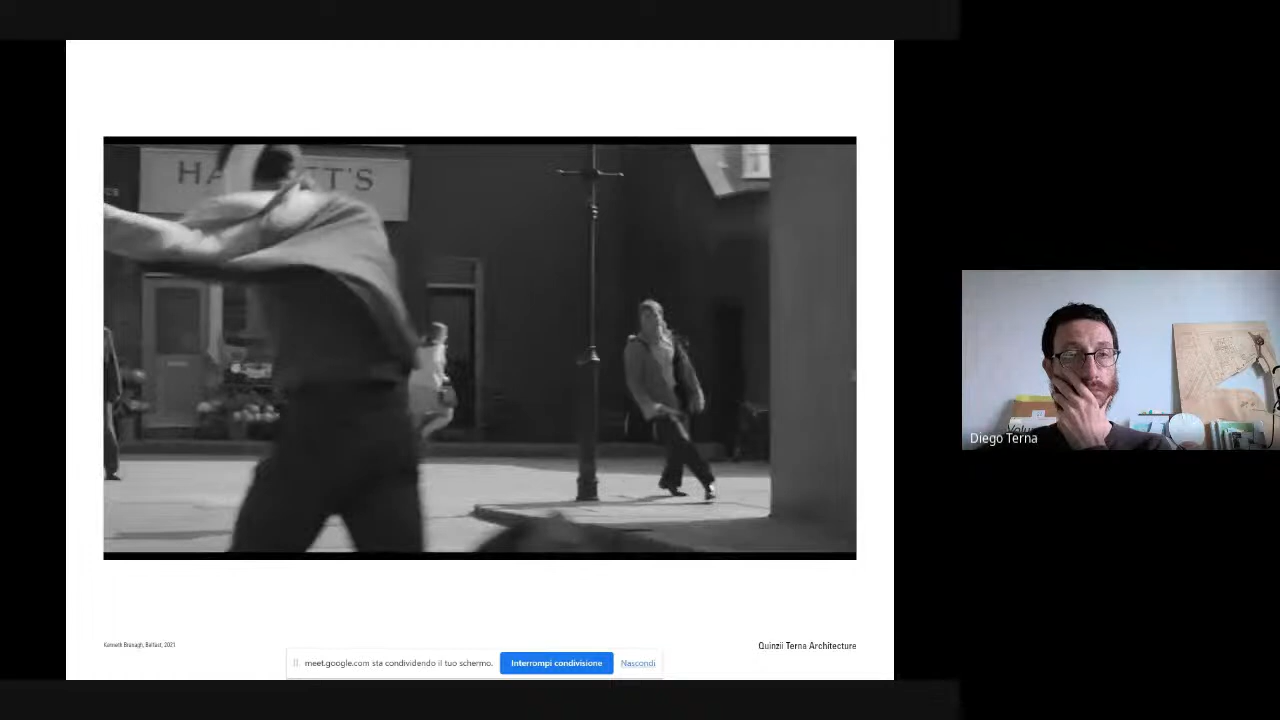 HA T'S
Diego Terna
Kenneth Branagh, Belfast, 2021
Quinzii Terna Architecture
meet.google.com sta condividendo il tuo schermo.
Interrompi condivisione
Nascondi